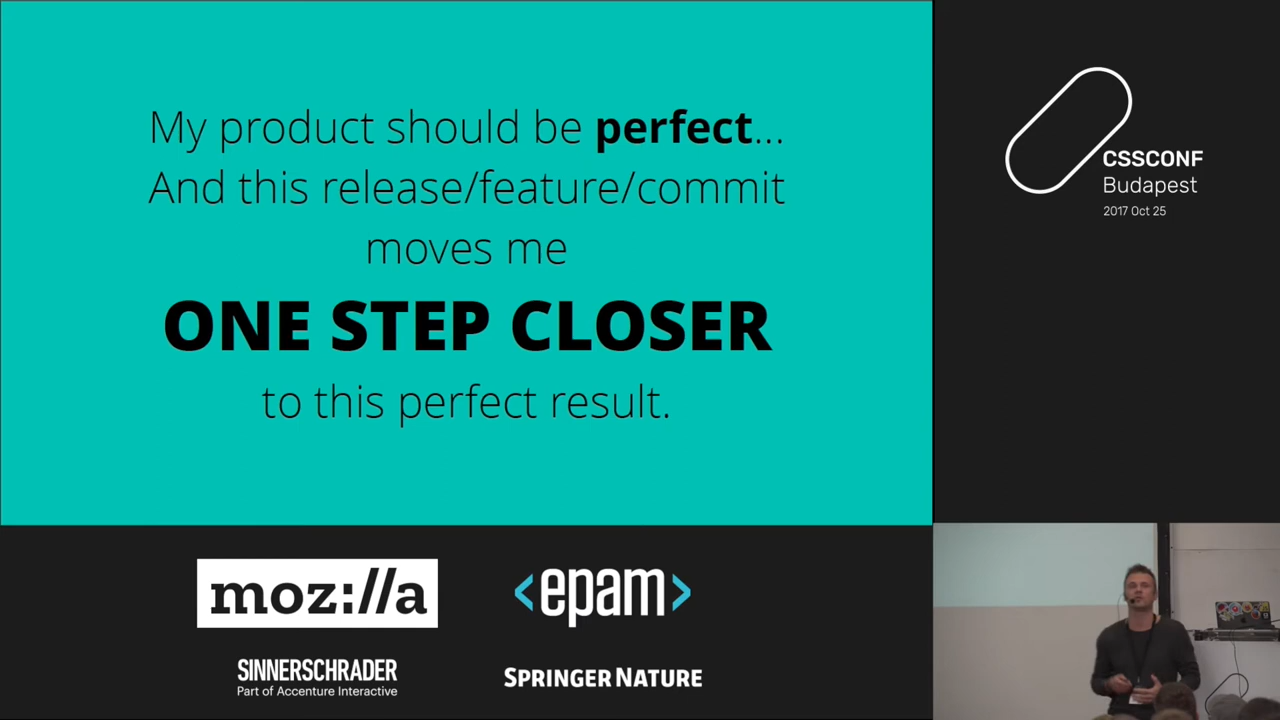 My product should be perfect...
And this release/feature/commit
moves me
ONE STEP CLOSER
to this perfect result.
CSSCONF
Budapest
2017 Oct 25
moz://a
<epam>
SINNERSCHRADER
Part of Accenture Interactive
SPRINGER NATURE